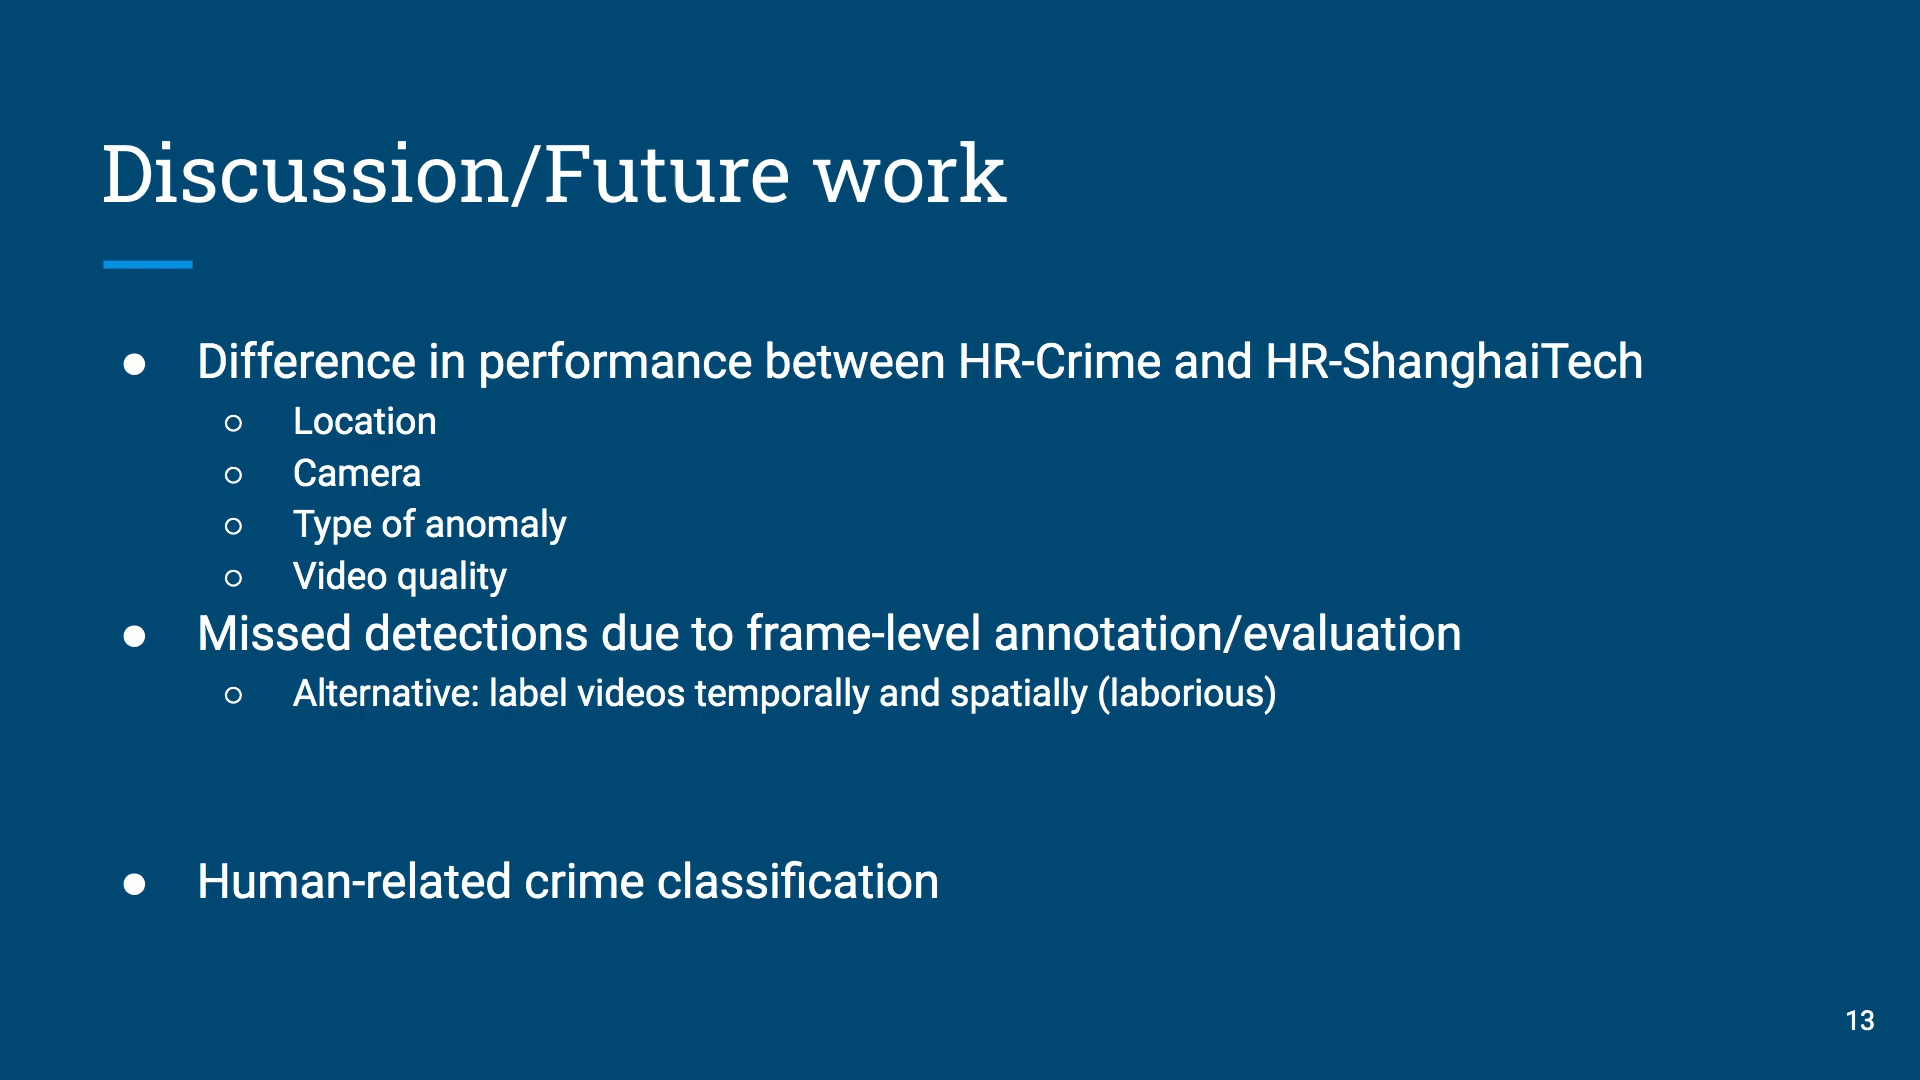 Discussion/Future work
● Difference in performance between HR-Crime and HR-ShanghaiTech
○ Location
○ Camera
○ Type of anomaly
○ Video quality
● Missed detections due to frame-level annotation/evaluation
○ Alternative: label videos temporally and spatially (laborious)
● Human-related crime classification
13